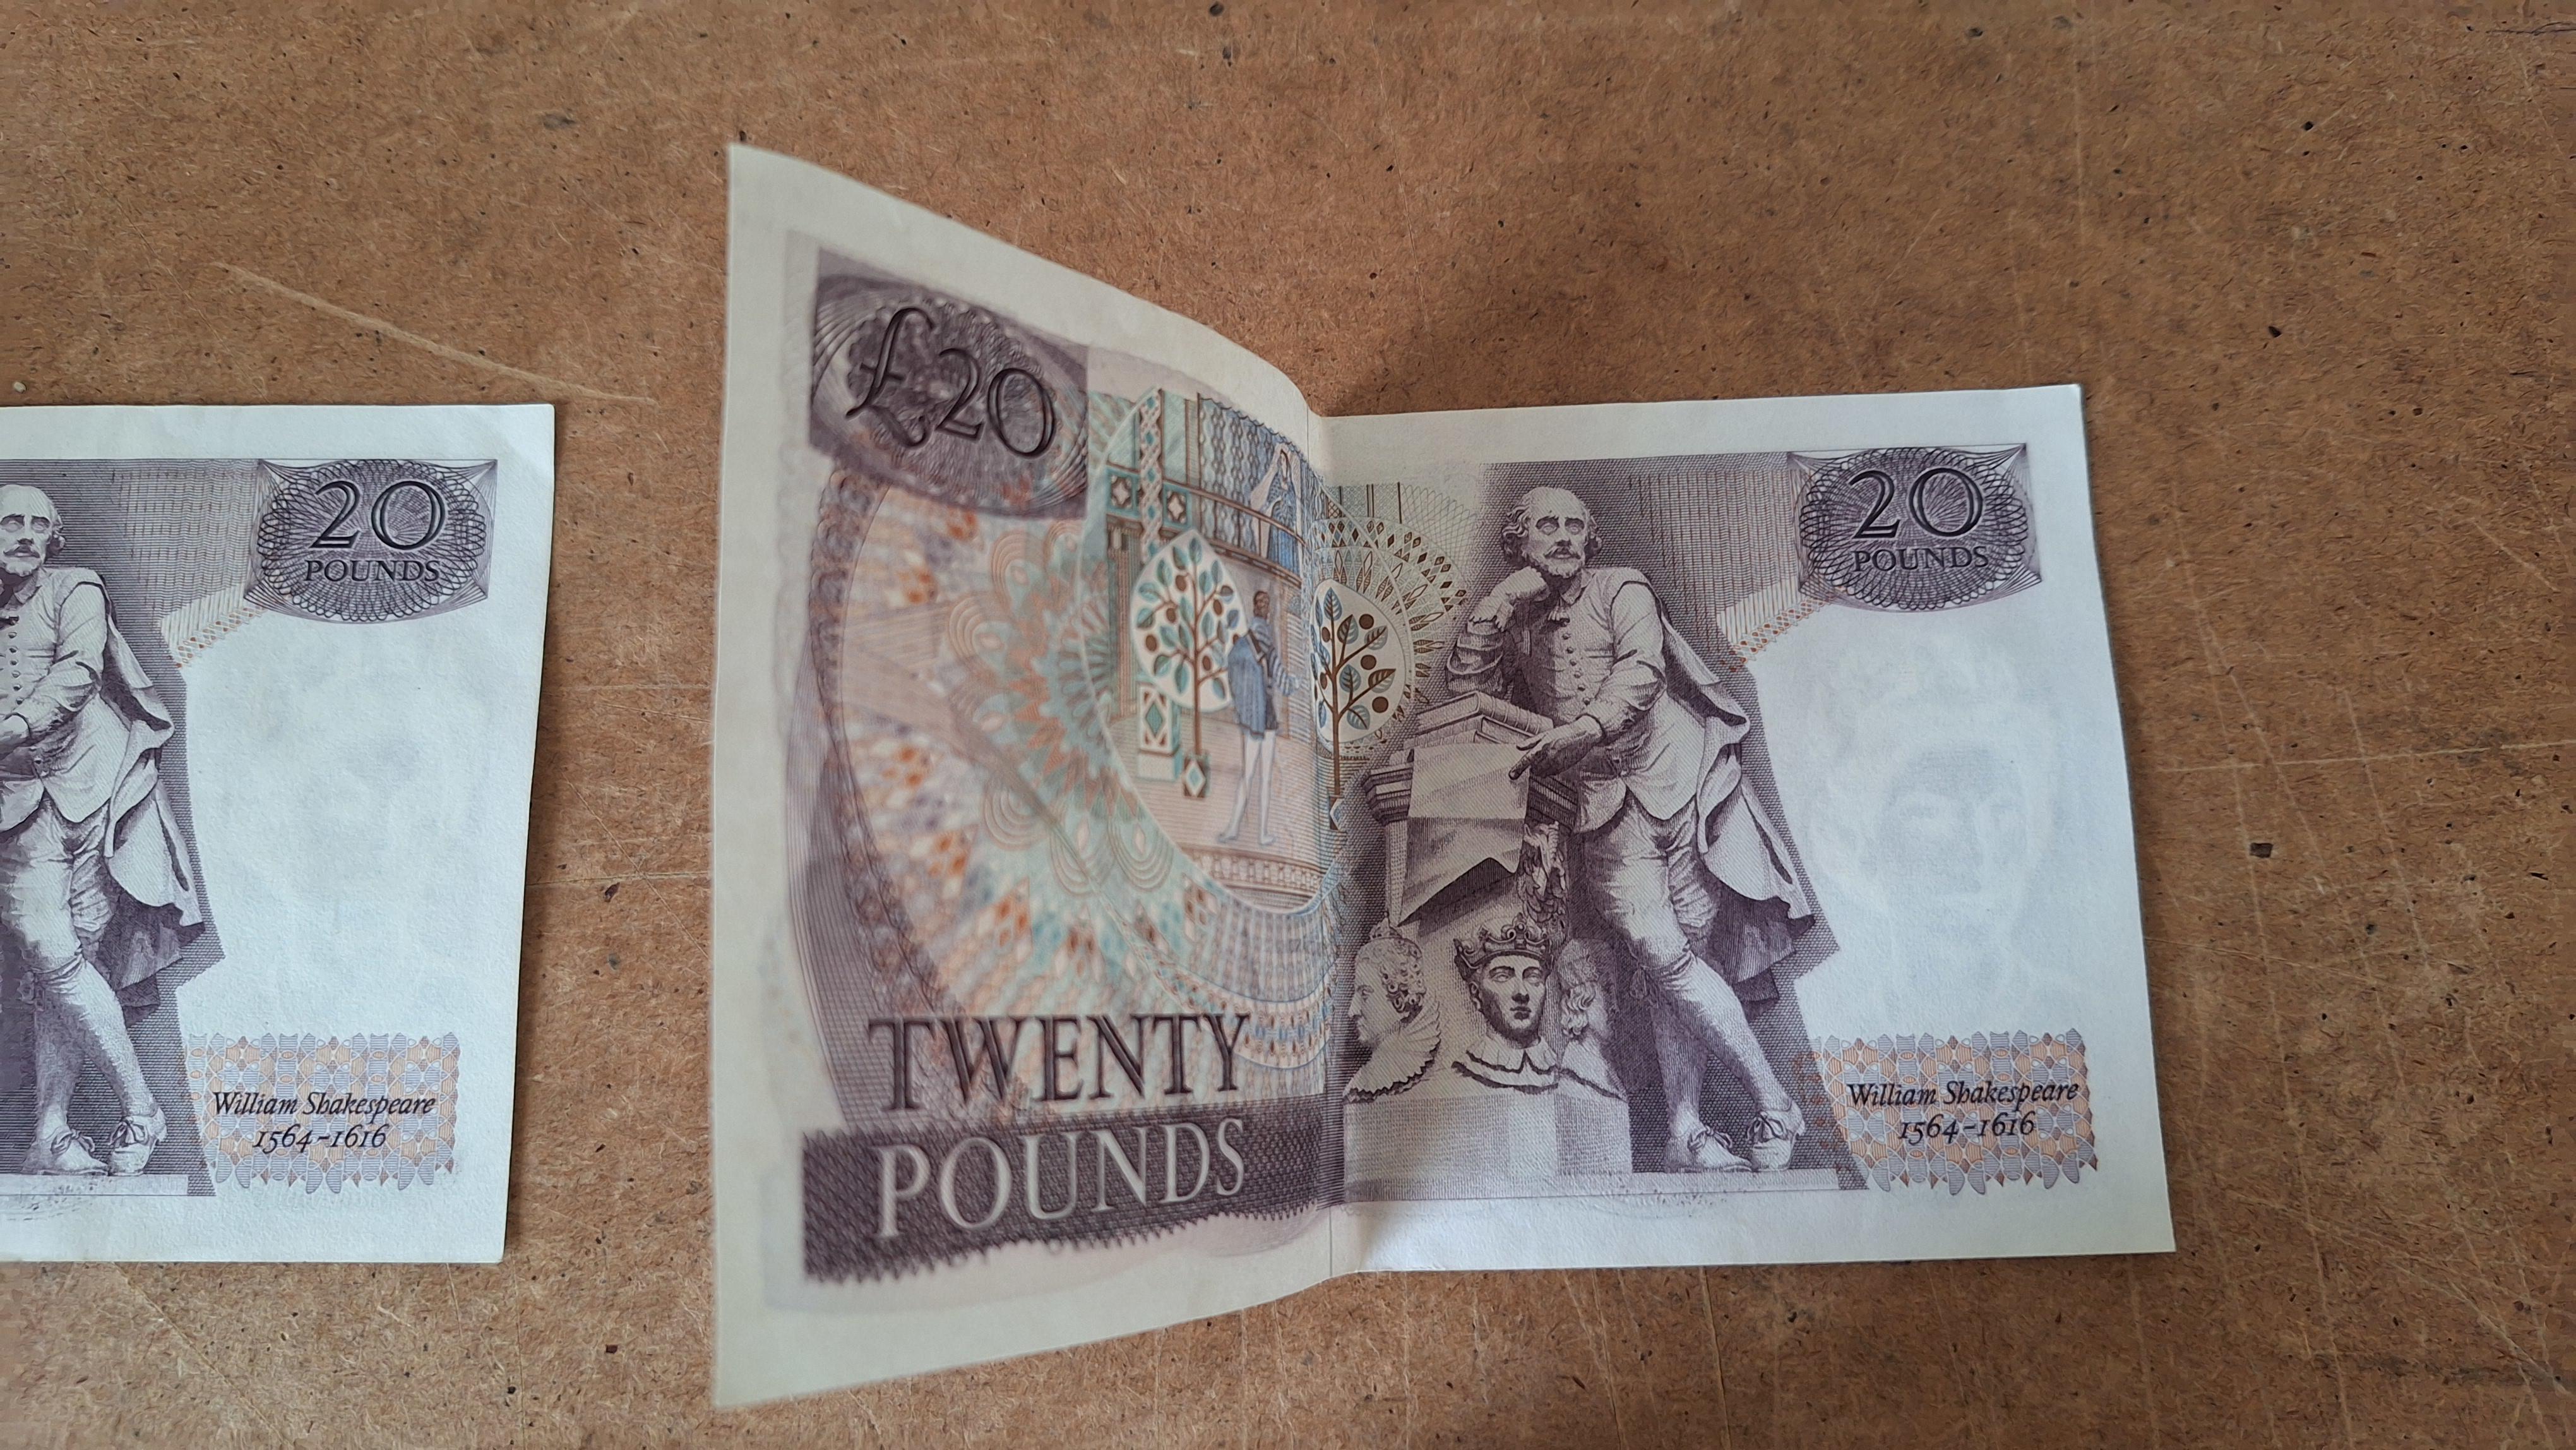 20
POUNDS
William Shakespeare
1564-1616
£20
TWENTY
POUNDS
20
POUNDS
William Shakespeare
1564-1616